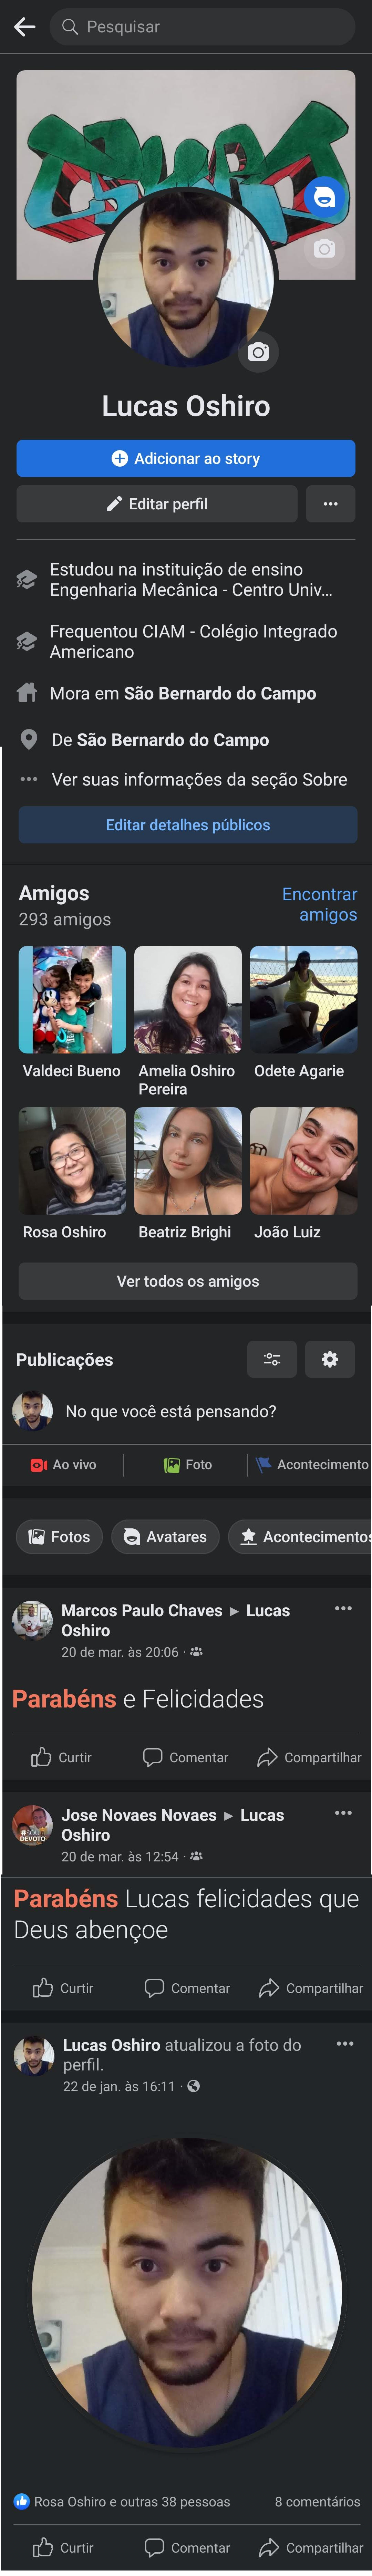 Pesquisar
Lucas Oshiro
Adicionar ao story
Editar perfil
Estudou na instituição de ensino
Engenharia Mecânica - Centro Univ...
Frequentou CIAM - Colégio Integrado
Americano
Mora em São Bernardo do Campo
De São Bernardo do Campo
Ver suas informações da seção Sobre
Editar detalhes públicos
Amigos
293 amigos
Encontrar
amigos
Valdeci Bueno
Amelia Oshiro
Pereira
Odete Agarie
Rosa Oshiro
Beatriz Brighi
João Luiz
Ver todos os amigos
Publicações
No que você está pensando?
Ao vivo
Foto
Acontecimento
Fotos
Avatares
Acontecimentos
Marcos Paulo Chaves ▸ Lucas
Oshiro
20 de mar. às 20:06 ·
Parabéns e Felicidades
Curtir
Comentar
Compartilhar
DEVOTO
Jose Novaes Novaes ▸ Lucas
Oshiro
20 de mar. às 12:54 ·
Parabéns Lucas felicidades que
Deus abençoe
Curtir
Comentar
Compartilhar
Lucas Oshiro atualizou a foto do
perfil.
22 de jan. às 16:11 ·
Rosa Oshiro e outras 38 pessoas
8 comentários
Curtir
Comentar
Compartilhar